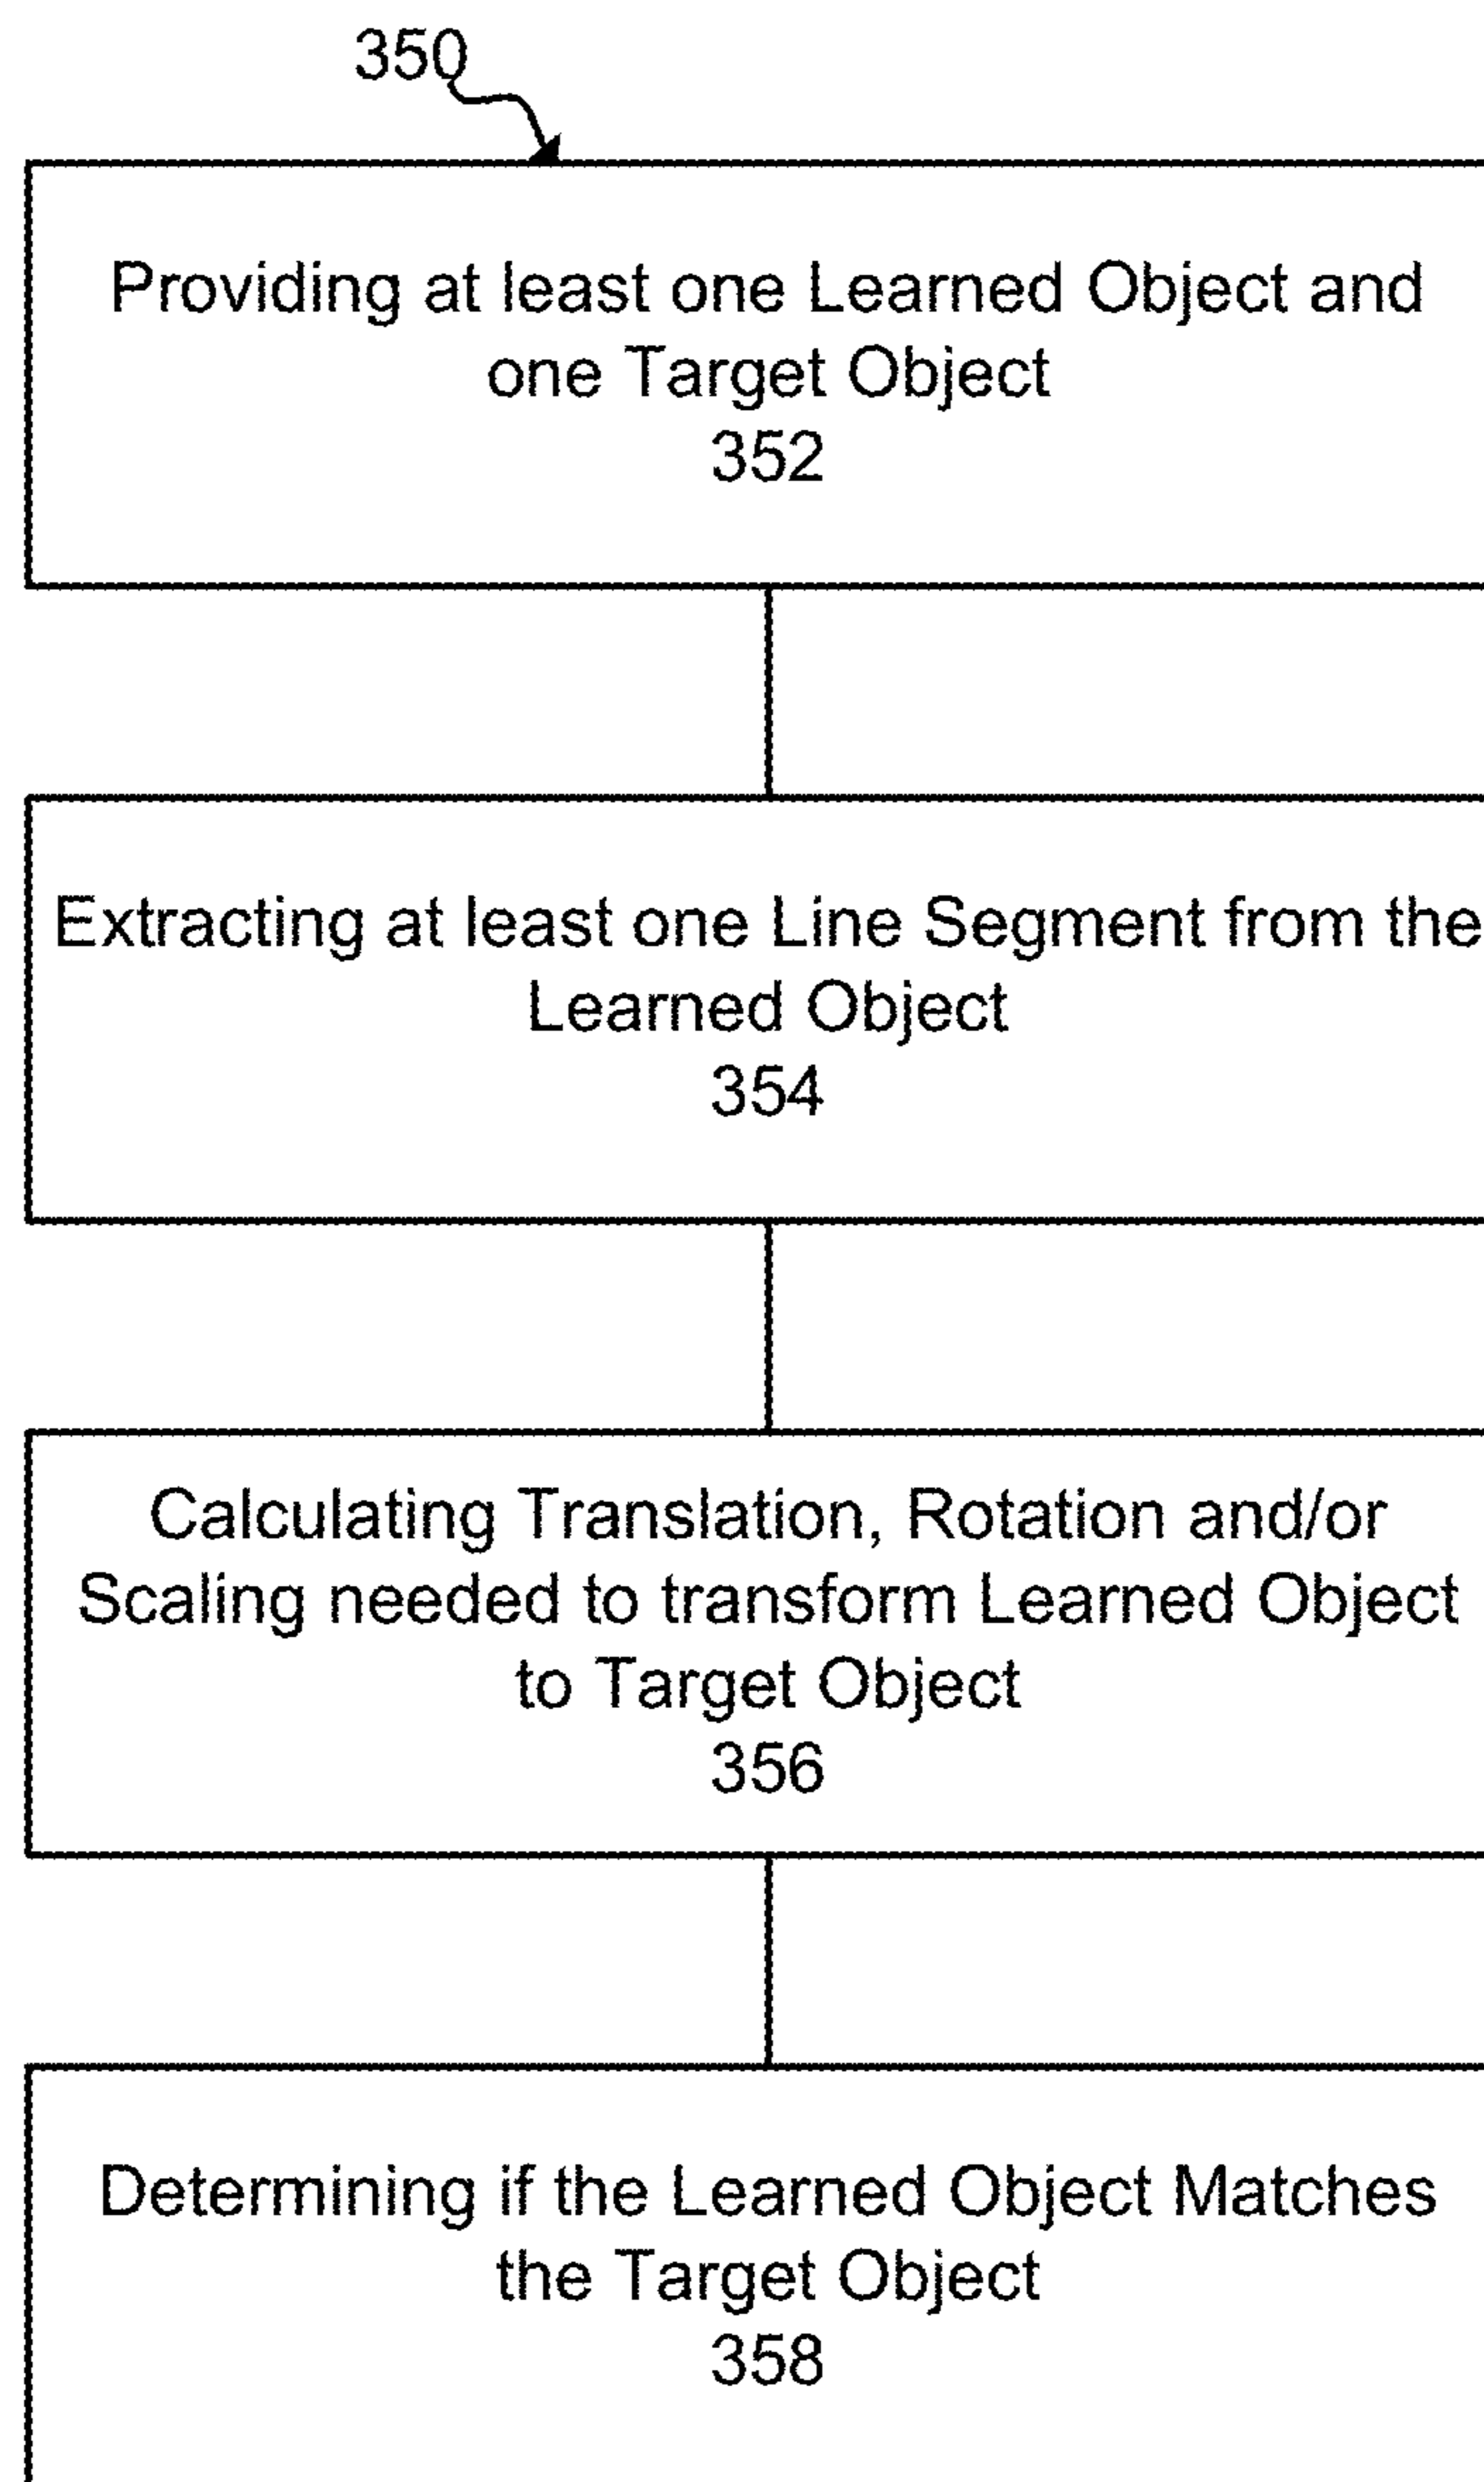 350
Providing at least one Learned Object and
one Target Object
352
Extracting at least one Line Segment from the
Learned Object
354
Calculating Translation, Rotation and/or
Scaling needed to transform Learned Object
to Target Object
356
Determining if the Learned Object Matches
the Target Object
358